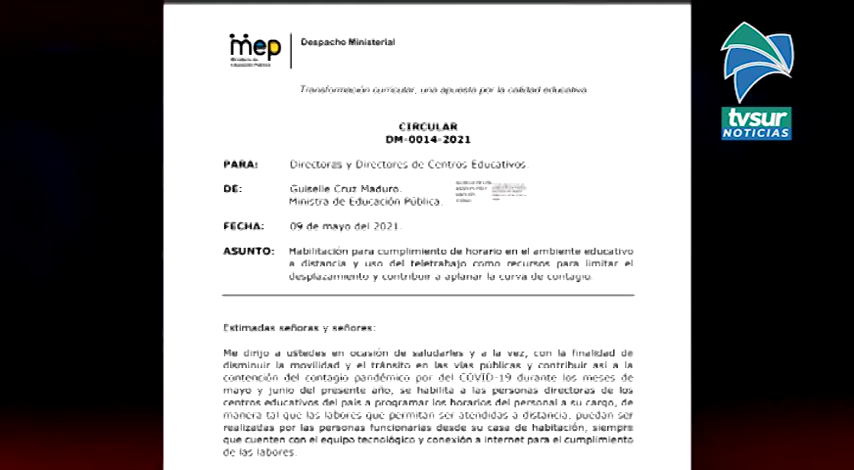 mep
Despacho Ministerial
Transformación curricular, una apuesta por la calidad educativa
tvsur
NOTICIAS
CIRCULAR
DM-0014-2021
PARA: Directoras y Directores de Centros Educativos.
DE: Guiselle Cruz Maduro.
Ministra de Educación Pública.
FECHA: 09 de mayo del 2021.
ASUNTO: Habilitación para cumplimiento de horario en el ambiente educativo
a distancia y uso del teletrabajo como recursos para limitar el
desplazamiento y contribuir a aplanar la curva de contagio.
Estimadas señoras y señores:
Me dirijo a ustedes en ocasión de saludarles y a la vez, con la finalidad de
disminuir la movilidad y el tránsito en las vías públicas y contribuir así a la
contención del contagio pandémico por del COVID-19 durante los meses de
mayo y junio del presente año, se habilita a las personas directoras de los
centros educativos del país a programar los horarios del personal a su cargo, de
manera tal que las labores que permitan ser atendidas a distancia, puedan ser
realizadas por las personas funcionarias desde su casa de habitación, siempre
que cuenten con el equipo tecnológico y conexión a internet para el cumplimiento
de las labores.